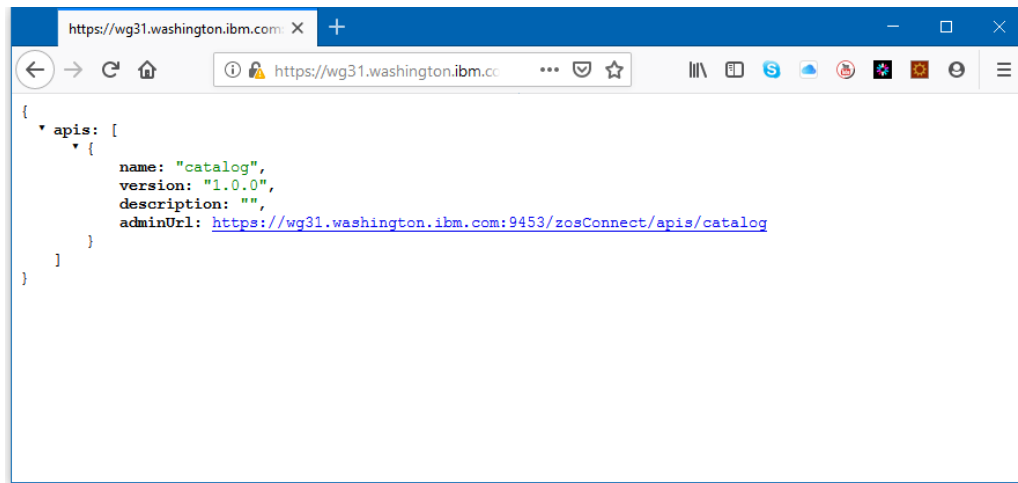 https://wg31.washington.ibm.com:
https://wg31.washington.ibm.cc
{
apis: [
{
name: "catalog",
version: "1.0.0",
description: "",
adminUrl: https://wg31.washington.ibm.com:9453/zosConnect/apis/catalog
}
]
}